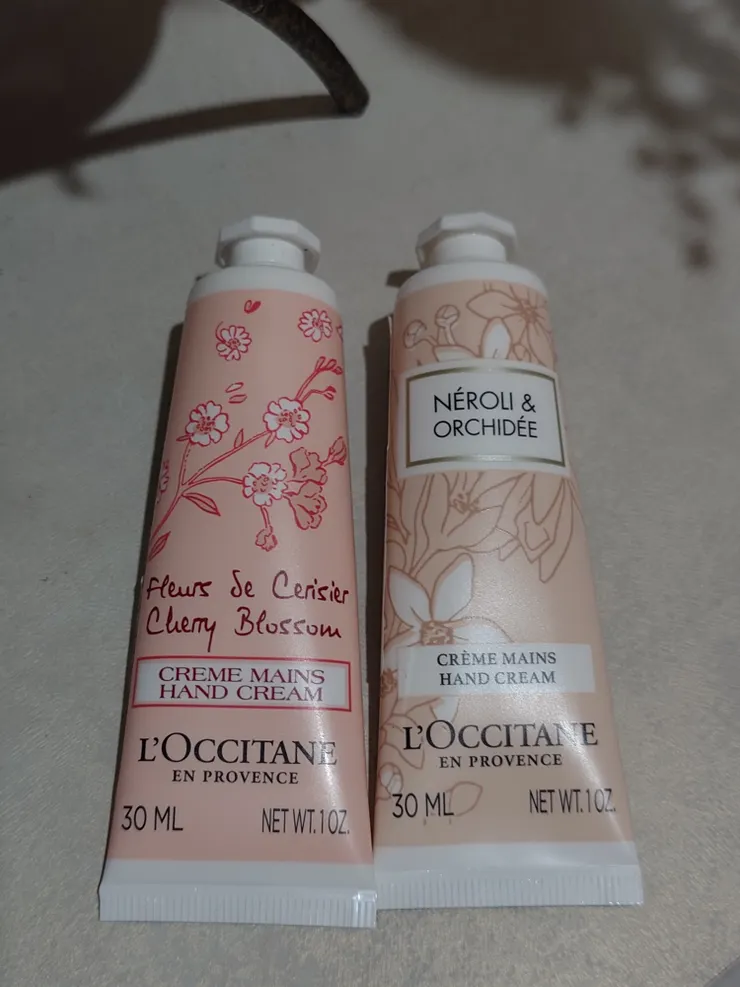 Fleurs de Cerisier
Cherry Blossom
CREME MAINS
HAND CREAM
L'OCCITANE
EN PROVENCE
30 ML NET WT.1 OZ.
NÉROLI &
ORCHIDÉE
CRÈME MAINS
HAND CREAM
L'OCCITANE
EN PROVENCE
30 ML NET WT.1 OZ.